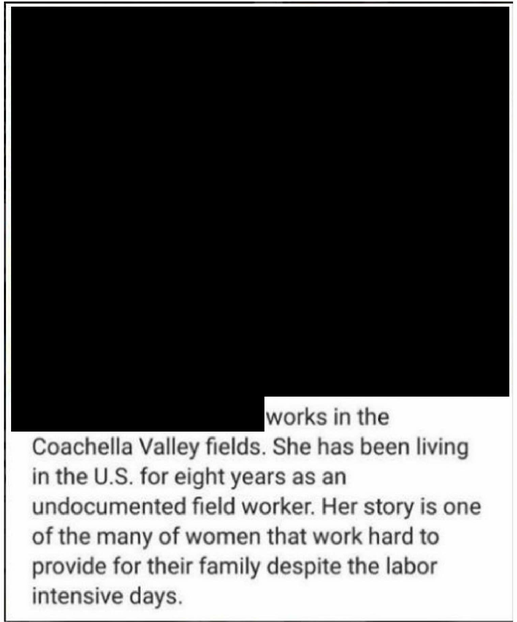 works in the
Coachella Valley fields. She has been living
in the U.S. for eight years as an
undocumented field worker. Her story is one
of the many of women that work hard to
provide for their family despite the labor
intensive days.